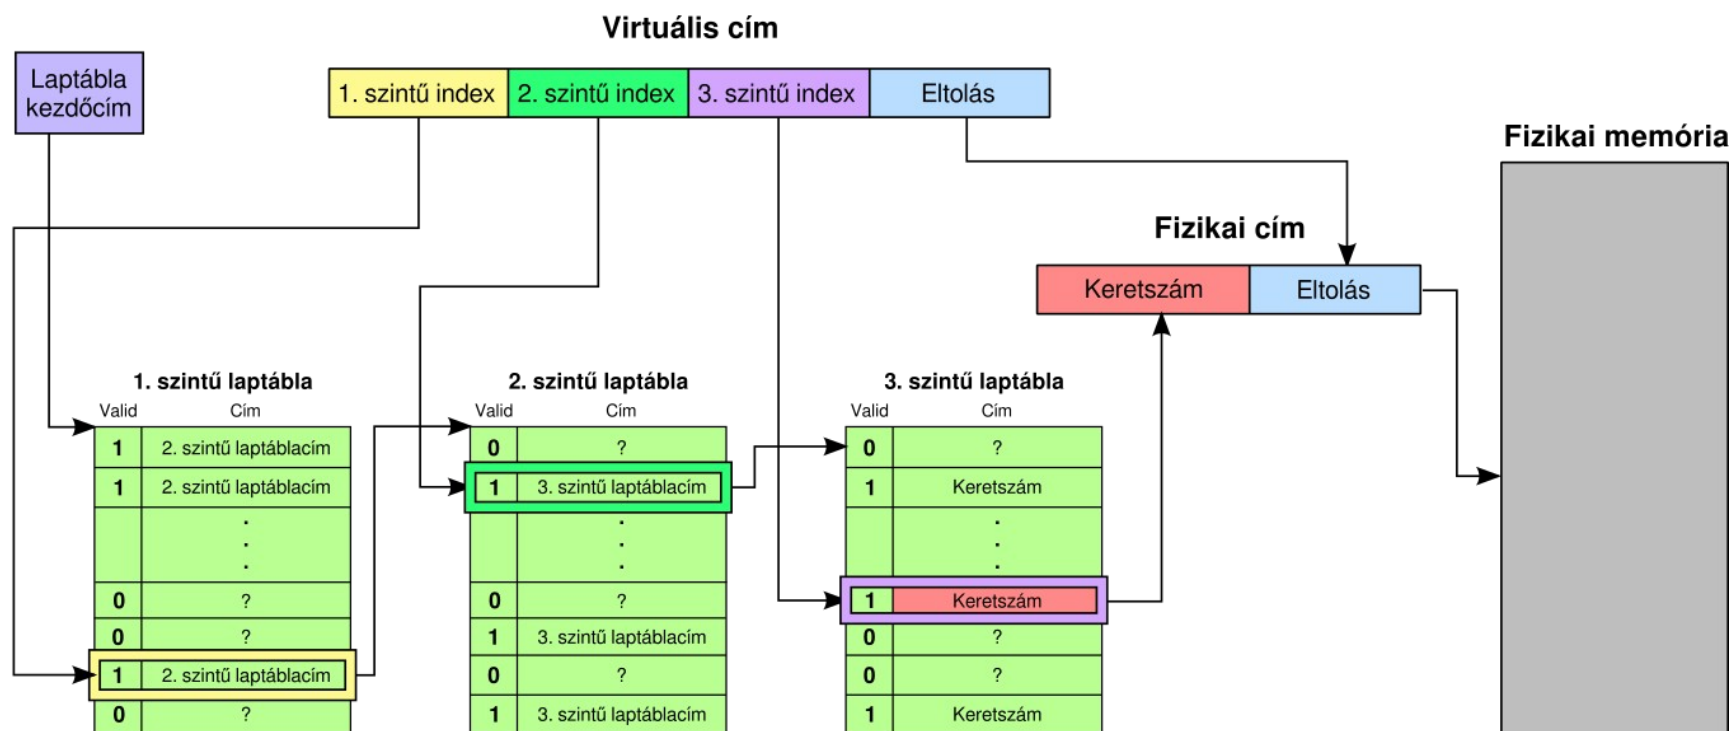 Virtuális cím
Laptábla
kezdőcím
1. szintű index 2. szintű index 3. szintű index Eltolás
Fizikai memória
Fizikai cím
Keretszám Eltolás
1. szintű laptábla
Valid Cím
1 2. szintű laptáblacím
1 2. szintű laptáblacím
.
.
.
0 ?
0 ?
1 2. szintű laptáblacím
0 ?
2. szintű laptábla
Valid Cím
0 ?
1 3. szintű laptáblacím
.
.
.
0 ?
1 3. szintű laptáblacím
0 ?
1 3. szintű laptáblacím
3. szintű laptábla
Valid Cím
0 ?
1 Keretszám
.
.
.
1 Keretszám
0 ?
0 ?
1 Keretszám